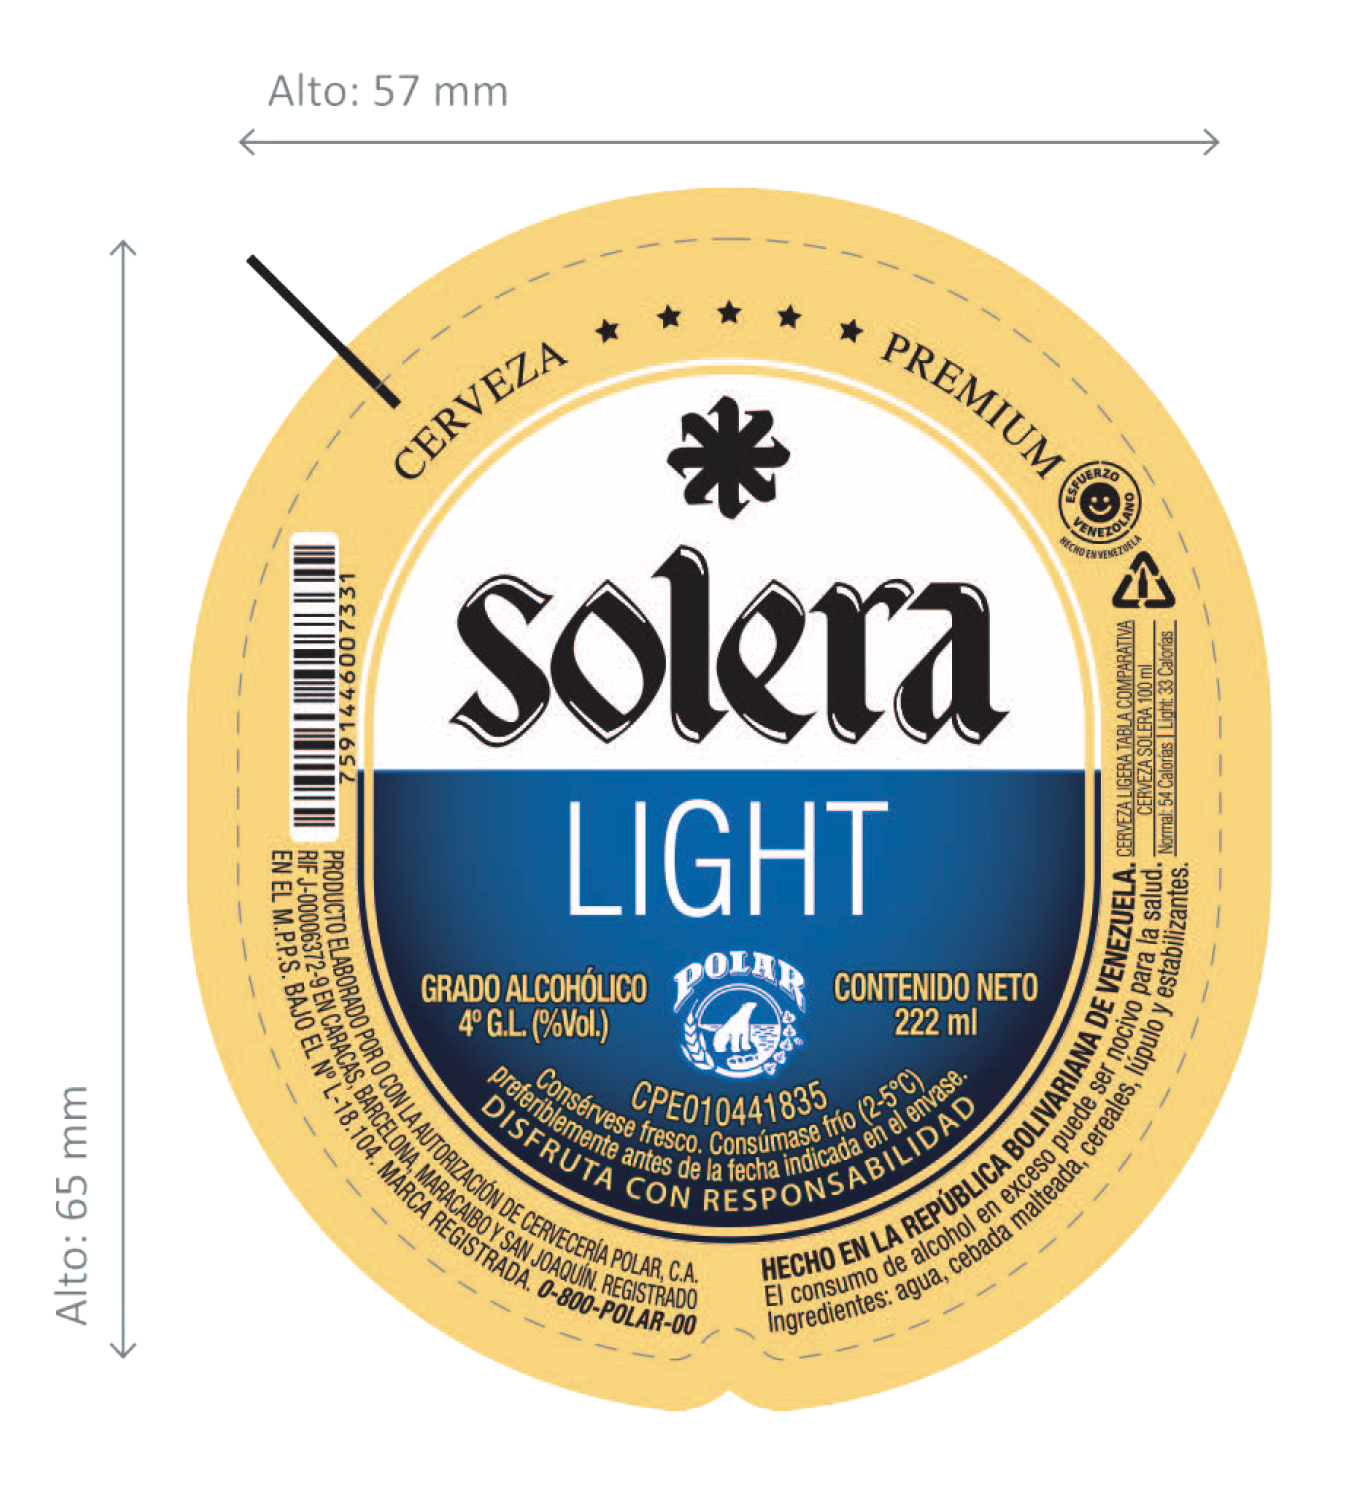 Alto: 57 mm
Alto: 65 mm
CERVEZA ★ ★ ★ ★ ★ PREMIUM
ESFUERZO
VENEZOLANO
HECHO EN VENEZUELA
solera
LIGHT
7591446007331
CERVEZA LIGERA TABLA COMPARATIVA
CERVEZA SOLERA 100 ml
Normal: 54 Calorías | Light: 33 Calorías
GRADO ALCOHÓLICO
4º G.L. (%Vol.)
POLAR
CONTENIDO NETO
222 ml
CPE010441835
Consérvese fresco. Consúmase frío (2-5°C)
preferiblemente antes de la fecha indicada en el envase.
DISFRUTA CON RESPONSABILIDAD
PRODUCTO ELABORADO POR O CON LA AUTORIZACIÓN DE CERVECERÍA POLAR, C.A.
RIF J-00006372-9 EN CARACAS, BARCELONA, MARACAIBO Y SAN JOAQUÍN. REGISTRADO
EN EL M.P.P.S. BAJO EL Nº L-18.104. MARCA REGISTRADA. 0-800-POLAR-00
HECHO EN LA REPÚBLICA BOLIVARIANA DE VENEZUELA.
El consumo de alcohol en exceso puede ser nocivo para la salud.
Ingredientes: agua, cebada malteada, cereales, lúpulo y estabilizantes.